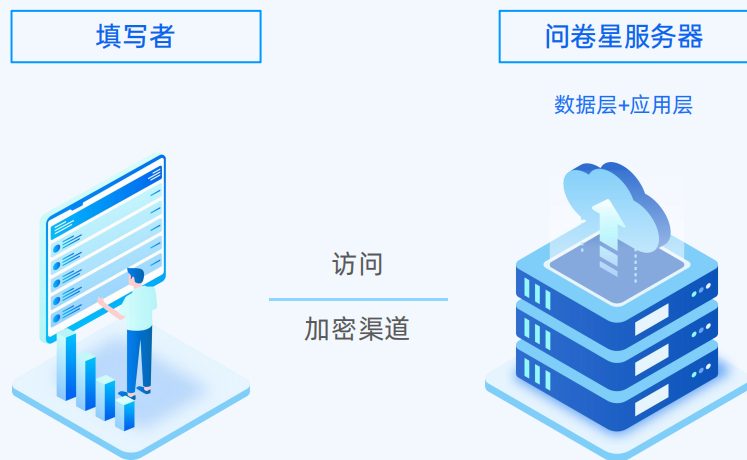 填写者
问卷星服务器
数据层+应用层
访问
加密渠道